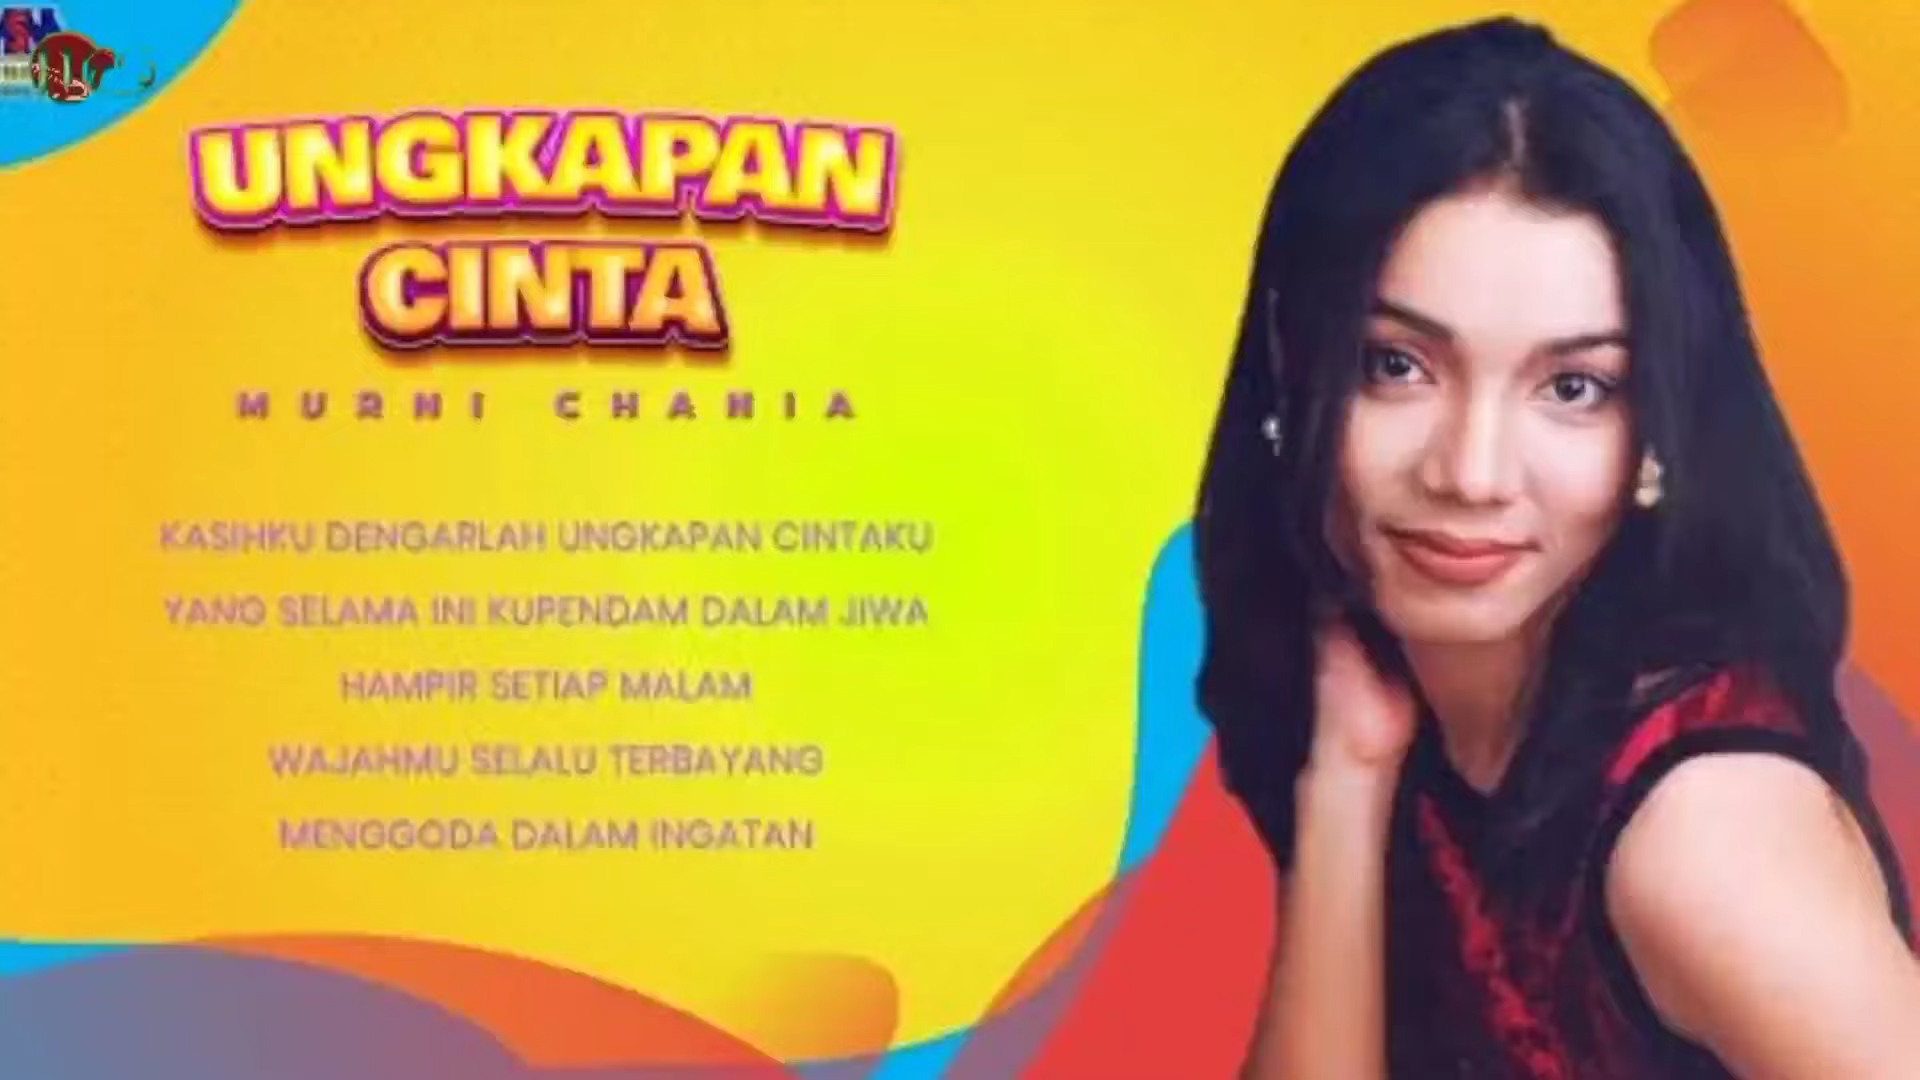 UNGKAPAN
CINTA
MURNI CHANIA
KASIHKU DENGARLAH UNGKAPAN CINTAKU
YANG SELAMA INI KUPENDAM DALAM JIWA
HAMPIR SETIAP MALAM
WAJAHMU SELALU TERBAYANG
MENGGODA DALAM INGATAN